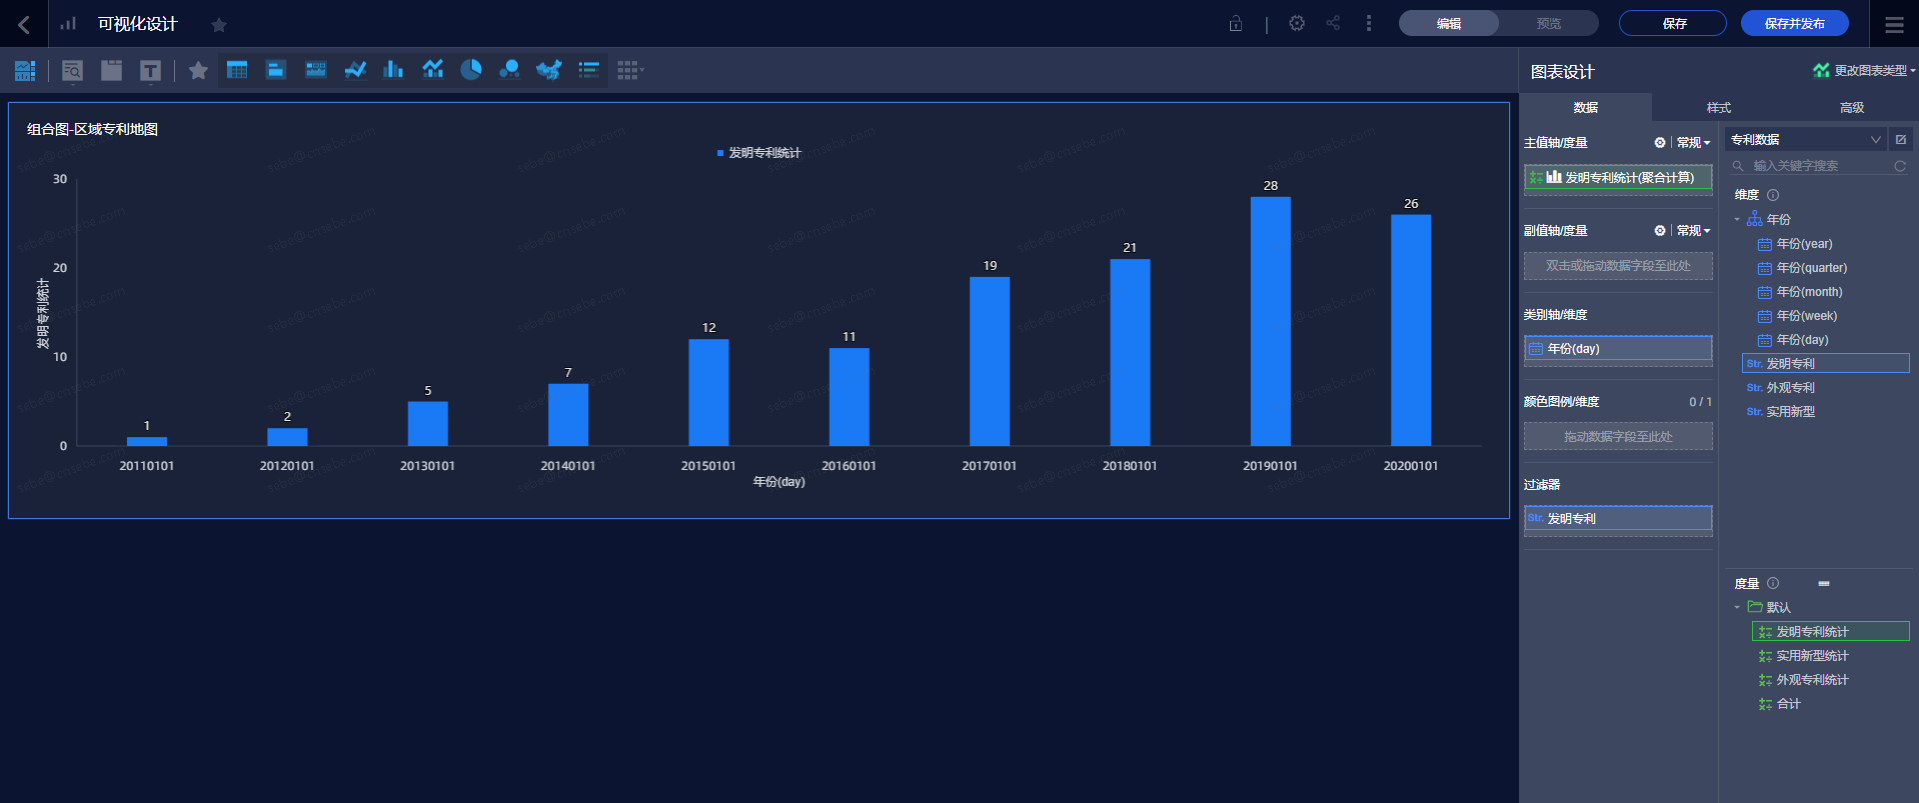 可视化设计
编辑
预览
保存
保存并发布
图表设计
更改图表类型
组合图-区域专利地图
发明专利统计
30
20
10
0
发明专利统计
1
2
5
7
12
11
19
21
28
26
20110101
20120101
20130101
20140101
20150101
20160101
20170101
20180101
20190101
20200101
年份(day)
数据
样式
高级
主值轴/度量
常规
发明专利统计(聚合计算)
副值轴/度量
常规
双击或拖动数据字段至此处
类别轴/维度
年份(day)
颜色图例/维度
0 / 1
拖动数据字段至此处
过滤器
Str. 发明专利
专利数据
输入关键字搜索
维度
年份
年份(year)
年份(quarter)
年份(month)
年份(week)
年份(day)
Str. 发明专利
Str. 外观专利
Str. 实用新型
度量
默认
发明专利统计
实用新型统计
外观专利统计
合计